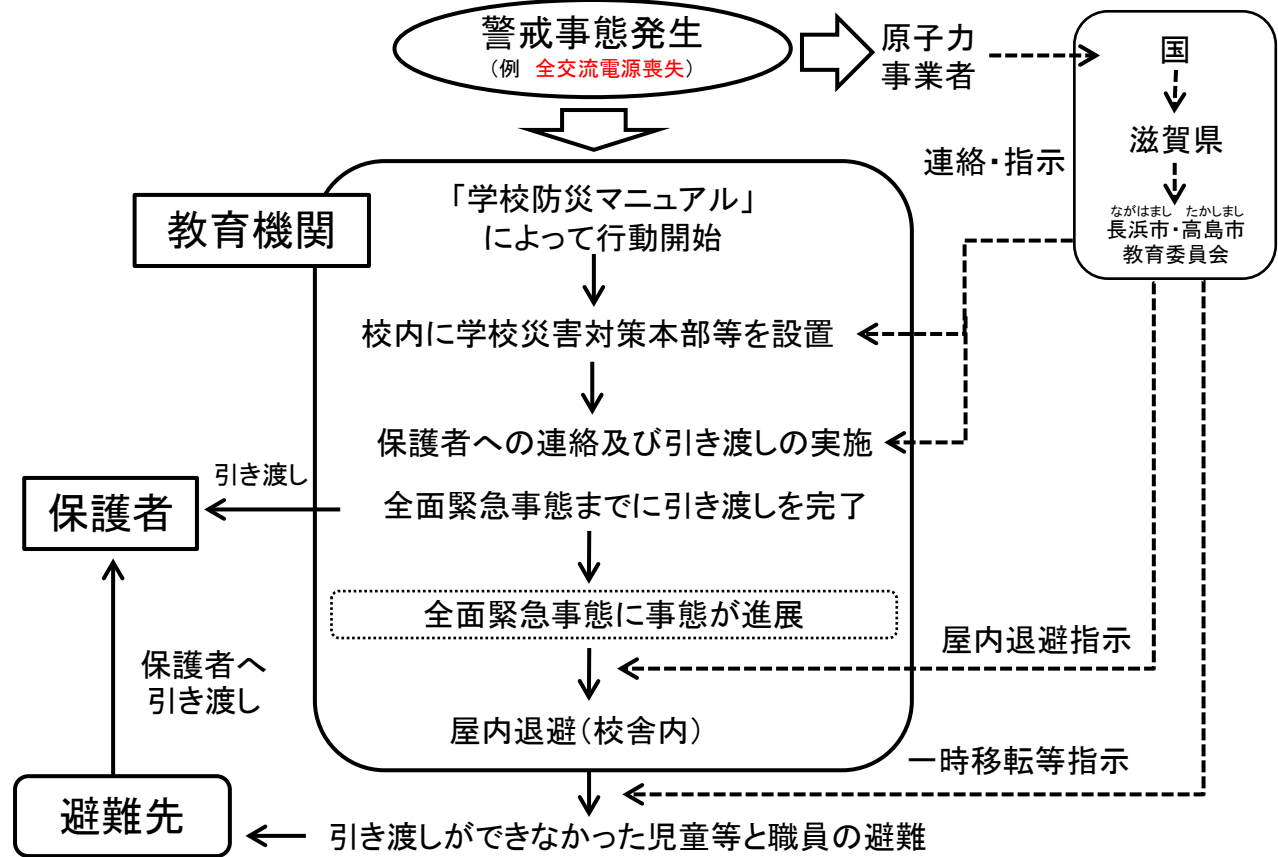 警戒事態発生
(例 全交流電源喪失)
原子力
事業者
国
滋賀県
ながはまし たかしまし
長浜市・高島市
教育委員会
連絡・指示
教育機関
「学校防災マニュアル」
によって行動開始
校内に学校災害対策本部等を設置
保護者への連絡及び引き渡しの実施
引き渡し
保護者
全面緊急事態までに引き渡しを完了
全面緊急事態に事態が進展
屋内退避指示
保護者へ
引き渡し
屋内退避(校舎内)
一時移転等指示
避難先
引き渡しができなかった児童等と職員の避難